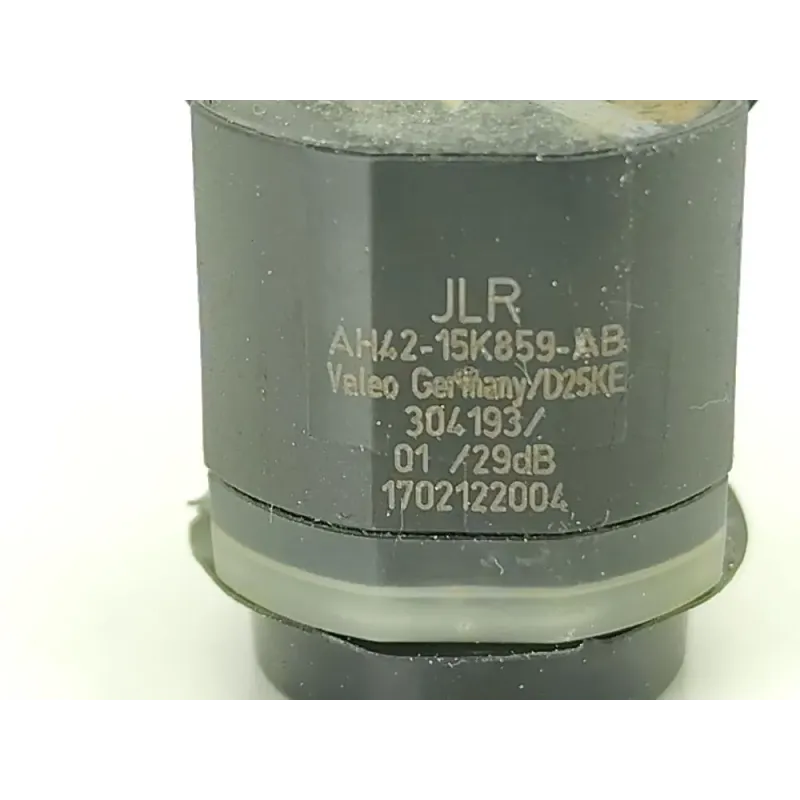 JLR
AH42-15K859-AB
Valeo Germany/D25KE
304193/
01 /29dB
1702122004